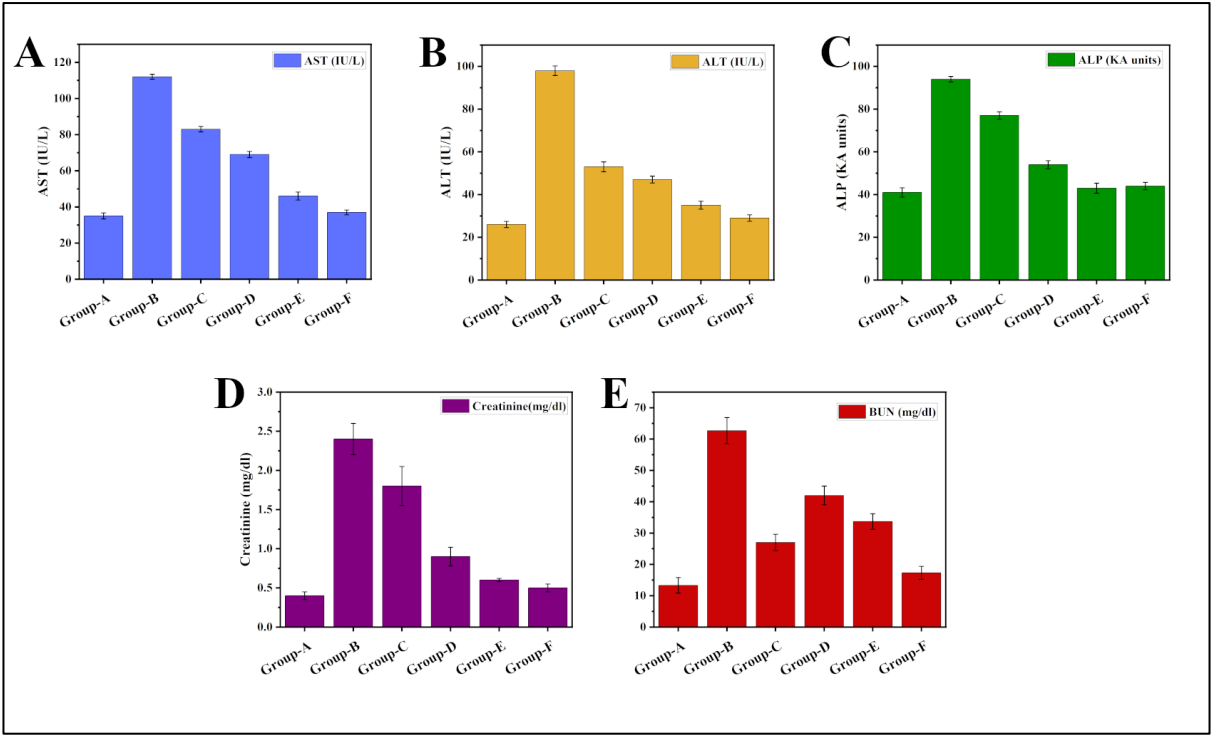 A
AST (IU/L)
AST (IU/L)
120
100
80
60
40
20
0
Group-A
Group-B
Group-C
Group-D
Group-E
Group-F
B
ALT (IU/L)
ALT (IU/L)
100
80
60
40
20
0
Group-A
Group-B
Group-C
Group-D
Group-E
Group-F
C
ALP (KA units)
ALP (KA units)
100
80
60
40
20
0
Group-A
Group-B
Group-C
Group-D
Group-E
Group-F
D
Creatinine(mg/dl)
Creatinine (mg/dl)
3.0
2.5
2.0
1.5
1.0
0.5
0.0
Group-A
Group-B
Group-C
Group-D
Group-E
Group-F
E
BUN (mg/dl)
BUN (mg/dl)
70
60
50
40
30
20
10
0
Group-A
Group-B
Group-C
Group-D
Group-E
Group-F